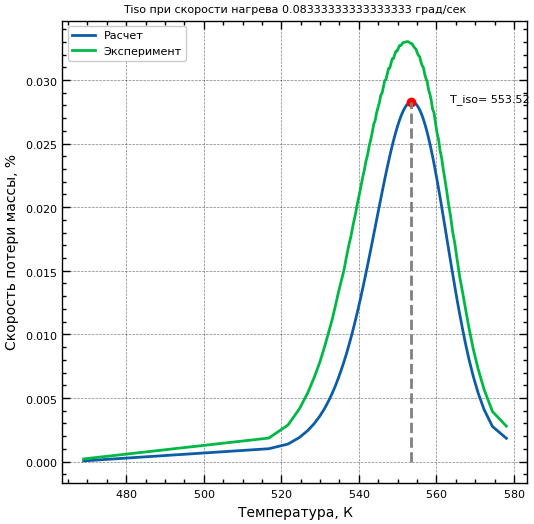 Tiso при скорости нагрева 0.08333333333333333 град/сек
Расчет
Эксперимент
T_iso= 553.52
0.030
0.025
0.020
0.015
0.010
0.005
0.000
Скорость потери массы, %
480
500
520
540
560
580
Температура, К